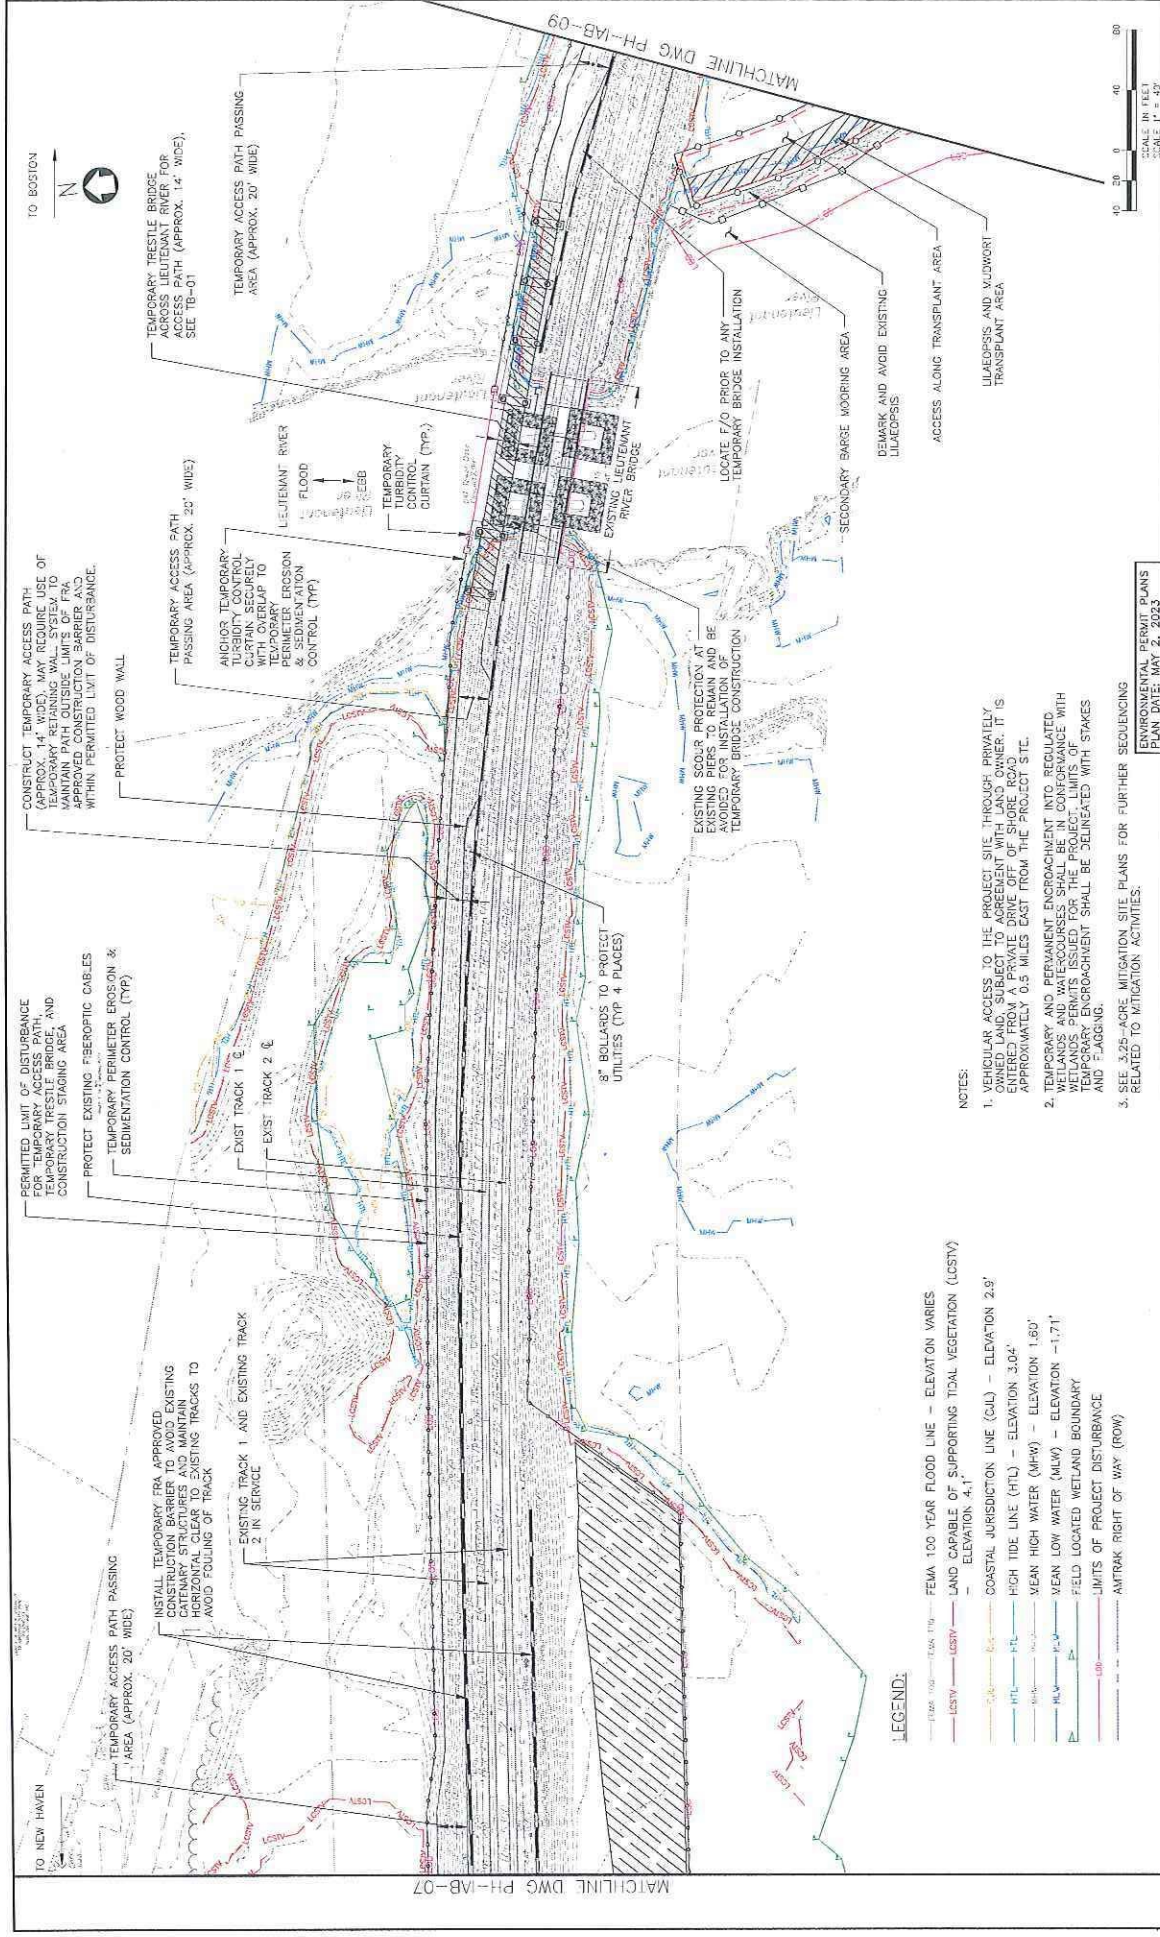 TO NEW HAVEN
TO BOSTON
N
TEMPORARY ACCESS PATH PASSING
AREA (APPROX. 20' WIDE)
INSTALL TEMPORARY FRA APPROVED
CONSTRUCTION BARRIER TO AVOID EXISTING
CATENARY STRUCTURES AND MAINTAIN
HORIZONTAL CLEAR TO EXISTING TRACKS TO
AVOID FOULING OF TRACK
EXISTING TRACK 1 AND EXISTING TRACK
2 IN SERVICE
PERMITTED LIMIT OF DISTURBANCE
FOR TEMPORARY ACCESS PATH,
TEMPORARY TRESTLE BRIDGE, AND
CONSTRUCTION STAGING AREA
PROTECT EXISTING FIBEROPTIC CABLES
TEMPORARY PERIMETER EROSION &
SEDIMENTATION CONTROL (TYP)
EXIST TRACK 1 ℄
EXIST TRACK 2 ℄
CONSTRUCT TEMPORARY ACCESS PATH
(APPROX. 14' WIDE). MAY REQUIRE USE OF
TEMPORARY RETAINING WALL SYSTEM TO
MAINTAIN PATH OUTSIDE LIMITS OF FRA
APPROVED CONSTRUCTION BARRIER AND
WITHIN PERMITTED LIMIT OF DISTURBANCE.
PROTECT WOOD WALL
TEMPORARY ACCESS PATH
PASSING AREA (APPROX. 20' WIDE)
ANCHOR TEMPORARY
TURBIDITY CONTROL
CURTAIN SECURELY
WITH OVERLAP TO
TEMPORARY
PERIMETER EROSION
& SEDIMENTATION
CONTROL (TYP)
LIEUTENANT RIVER
FLOOD
EBB
TEMPORARY
TURBIDITY
CONTROL
CURTAIN (TYP.)
TEMPORARY TRESTLE BRIDGE
ACROSS LIEUTENANT RIVER FOR
ACCESS PATH (APPROX. 14' WIDE),
SEE TB-01
TEMPORARY ACCESS PATH PASSING
AREA (APPROX. 20' WIDE)
MATCHLINE DWG PH-IAB-07
MATCHLINE DWG PH-IAB-09
8" BOLLARDS TO PROTECT
UTILITIES (TYP 4 PLACES)
EXISTING SCOUR PROTECTION AT
EXISTING PIERS TO REMAIN AND BE
AVOIDED FOR INSTALLATION OF
TEMPORARY BRIDGE CONSTRUCTION
EXISTING LIEUTENANT
RIVER BRIDGE
LOCATE F/O PRIOR TO ANY
TEMPORARY BRIDGE INSTALLATION
SECONDARY BARGE MOORING AREA
DEMARK AND AVOID EXISTING
LILAEOPSIS
ACCESS ALONG TRANSPLANT AREA
LILAEOPSIS AND MUDWORT
TRANSPLANT AREA
Lieutenant
River
LEGEND:
FEMA 100 YEAR FLOOD LINE - ELEVATION VARIES
LCSTV LAND CAPABLE OF SUPPORTING TIDAL VEGETATION (LCSTV)
- ELEVATION 4.1'
CJL COASTAL JURISDICTION LINE (CJL) - ELEVATION 2.9'
HTL HTL HIGH TIDE LINE (HTL) - ELEVATION 3.04'
MEAN HIGH WATER (MHW) - ELEVATION 1.60'
MLW MLW MEAN LOW WATER (MLW) - ELEVATION -1.71'
FIELD LOCATED WETLAND BOUNDARY
LOD LIMITS OF PROJECT DISTURBANCE
AMTRAK RIGHT OF WAY (ROW)
NOTES:
1. VEHICULAR ACCESS TO THE PROJECT SITE THROUGH PRIVATELY
OWNED LAND, SUBJECT TO AGREEMENT WITH LAND OWNER. IT IS
ENTERED FROM A PRIVATE DRIVE OFF OF SHORE ROAD
APPROXIMATELY 0.5 MILES EAST FROM THE PROJECT SITE.
2. TEMPORARY AND PERMANENT ENCROACHMENT INTO REGULATED
WETLANDS AND WATERCOURSES SHALL BE IN CONFORMANCE WITH
WETLANDS PERMITS ISSUED FOR THE PROJECT. LIMITS OF
TEMPORARY ENCROACHMENT SHALL BE DELINEATED WITH STAKES
AND FLAGGING.
3. SEE 3.25-ACRE MITIGATION SITE PLANS FOR FURTHER SEQUENCING
RELATED TO MITIGATION ACTIVITIES.
ENVIRONMENTAL PERMIT PLANS
PLAN DATE: MAY 2, 2023
40 20 0 40 80
SCALE IN FEET
SCALE 1" = 40'